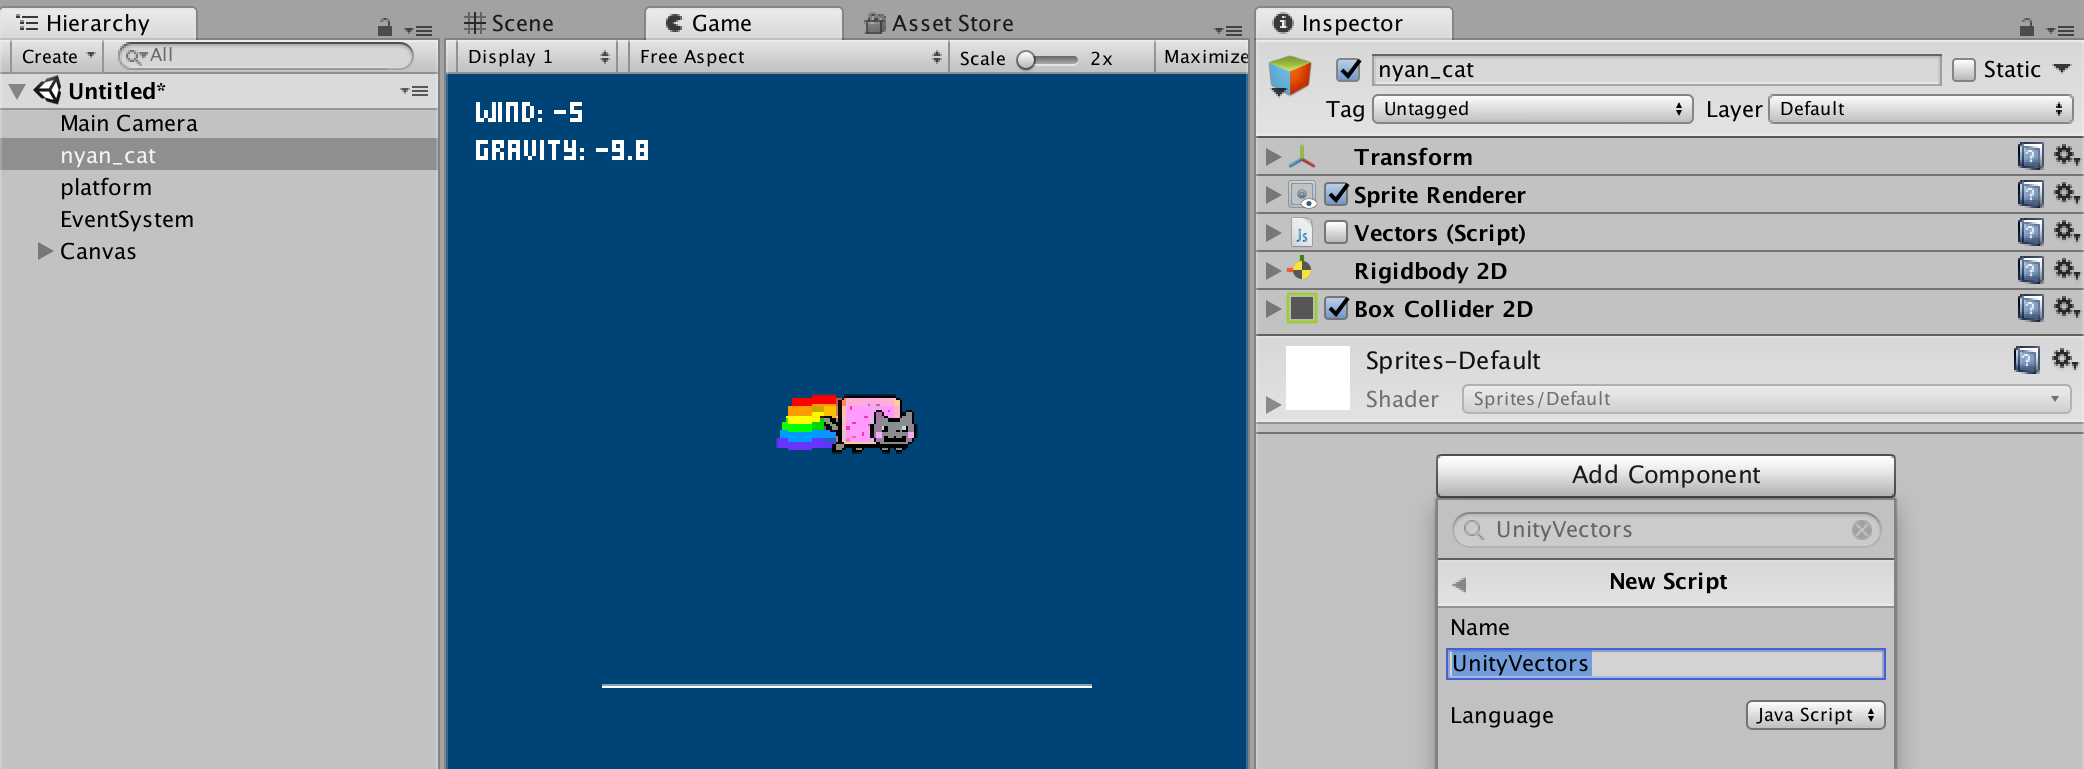 Hierarchy
Create
All
Untitled*
Main Camera
nyan_cat
platform
EventSystem
Canvas
Scene
Game
Asset Store
Display 1
Free Aspect
Scale
2x
Maximize
WIND: -5
GRAVITY: -9.8
Inspector
nyan_cat
Static
Tag
Untagged
Layer
Default
Transform
Sprite Renderer
Js
Vectors (Script)
Rigidbody 2D
Box Collider 2D
Sprites-Default
Shader
Sprites/Default
Add Component
UnityVectors
New Script
Name
UnityVectors
Language
Java Script